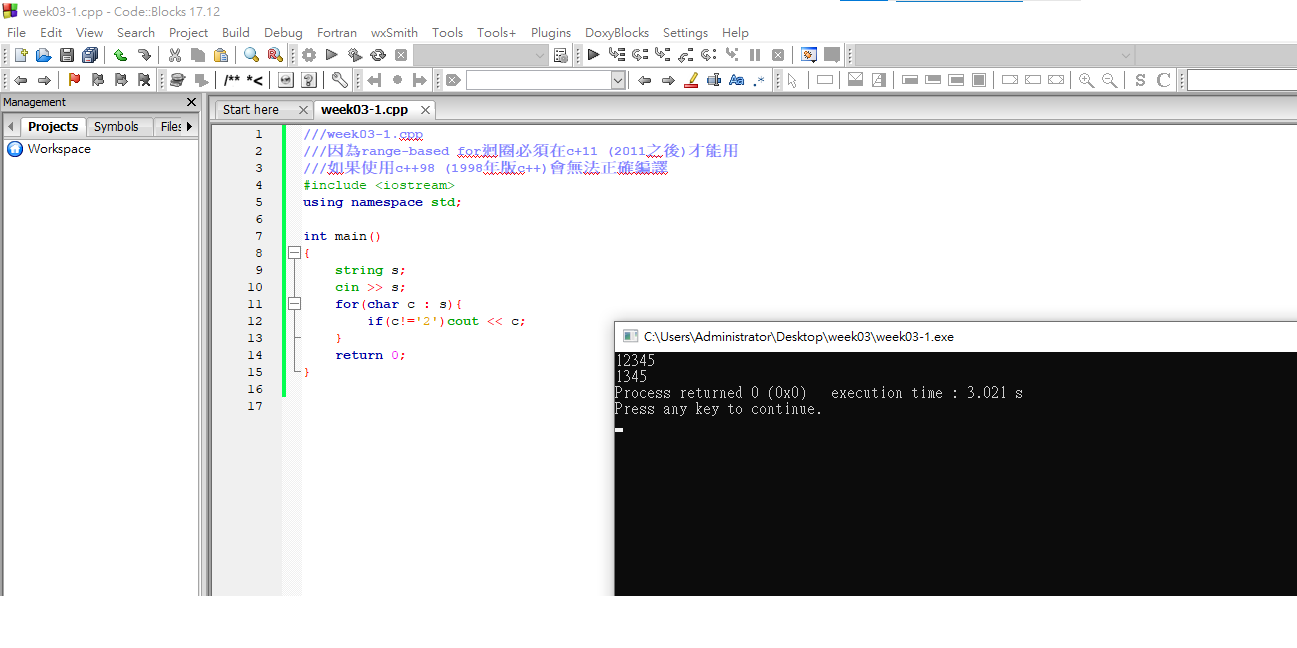 week03-1.cpp - Code::Blocks 17.12
File Edit View Search Project Build Debug Fortran wxSmith Tools Tools+ Plugins DoxyBlocks Settings Help
/** *<
Aa .*
S C
Management
Projects Symbols Files
Workspace
Start here week03-1.cpp
1 ///week03-1.cpp
2 ///因為range-based for迴圈必須在c+11 (2011之後)才能用
3 ///如果使用c++98 (1998年版c++)會無法正確編譯
4 #include <iostream>
5 using namespace std;
6
7 int main()
8 {
9 string s;
10 cin >> s;
11 for(char c : s){
12 if(c!='2')cout << c;
13 }
14 return 0;
15 }
16
17
C:\Users\Administrator\Desktop\week03\week03-1.exe
12345
1345
Process returned 0 (0x0)   execution time : 3.021 s
Press any key to continue.